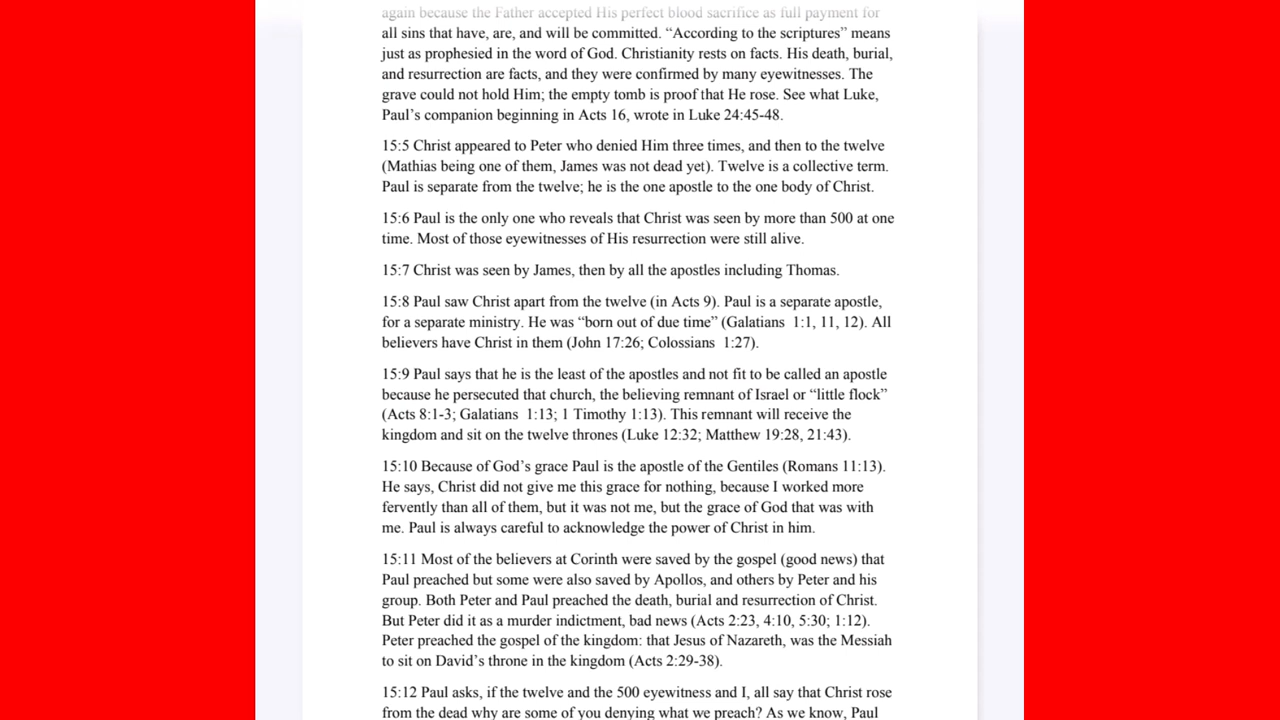 again because the Father accepted His perfect blood sacrifice as full payment for
all sins that have, are, and will be committed. “According to the scriptures” means
just as prophesied in the word of God. Christianity rests on facts. His death, burial,
and resurrection are facts, and they were confirmed by many eyewitnesses. The
grave could not hold Him; the empty tomb is proof that He rose. See what Luke,
Paul’s companion beginning in Acts 16, wrote in Luke 24:45-48.
15:5 Christ appeared to Peter who denied Him three times, and then to the twelve
(Mathias being one of them, James was not dead yet). Twelve is a collective term.
Paul is separate from the twelve; he is the one apostle to the one body of Christ.
15:6 Paul is the only one who reveals that Christ was seen by more than 500 at one
time. Most of those eyewitnesses of His resurrection were still alive.
15:7 Christ was seen by James, then by all the apostles including Thomas.
15:8 Paul saw Christ apart from the twelve (in Acts 9). Paul is a separate apostle,
for a separate ministry. He was “born out of due time” (Galatians 1:1, 11, 12). All
believers have Christ in them (John 17:26; Colossians 1:27).
15:9 Paul says that he is the least of the apostles and not fit to be called an apostle
because he persecuted that church, the believing remnant of Israel or “little flock”
(Acts 8:1-3; Galatians 1:13; 1 Timothy 1:13). This remnant will receive the
kingdom and sit on the twelve thrones (Luke 12:32; Matthew 19:28, 21:43).
15:10 Because of God’s grace Paul is the apostle of the Gentiles (Romans 11:13).
He says, Christ did not give me this grace for nothing, because I worked more
fervently than all of them, but it was not me, but the grace of God that was with
me. Paul is always careful to acknowledge the power of Christ in him.
15:11 Most of the believers at Corinth were saved by the gospel (good news) that
Paul preached but some were also saved by Apollos, and others by Peter and his
group. Both Peter and Paul preached the death, burial and resurrection of Christ.
But Peter did it as a murder indictment, bad news (Acts 2:23, 4:10, 5:30; 1:12).
Peter preached the gospel of the kingdom: that Jesus of Nazareth, was the Messiah
to sit on David’s throne in the kingdom (Acts 2:29-38).
15:12 Paul asks, if the twelve and the 500 eyewitness and I, all say that Christ rose
from the dead why are some of you denying what we preach? As we know, Paul